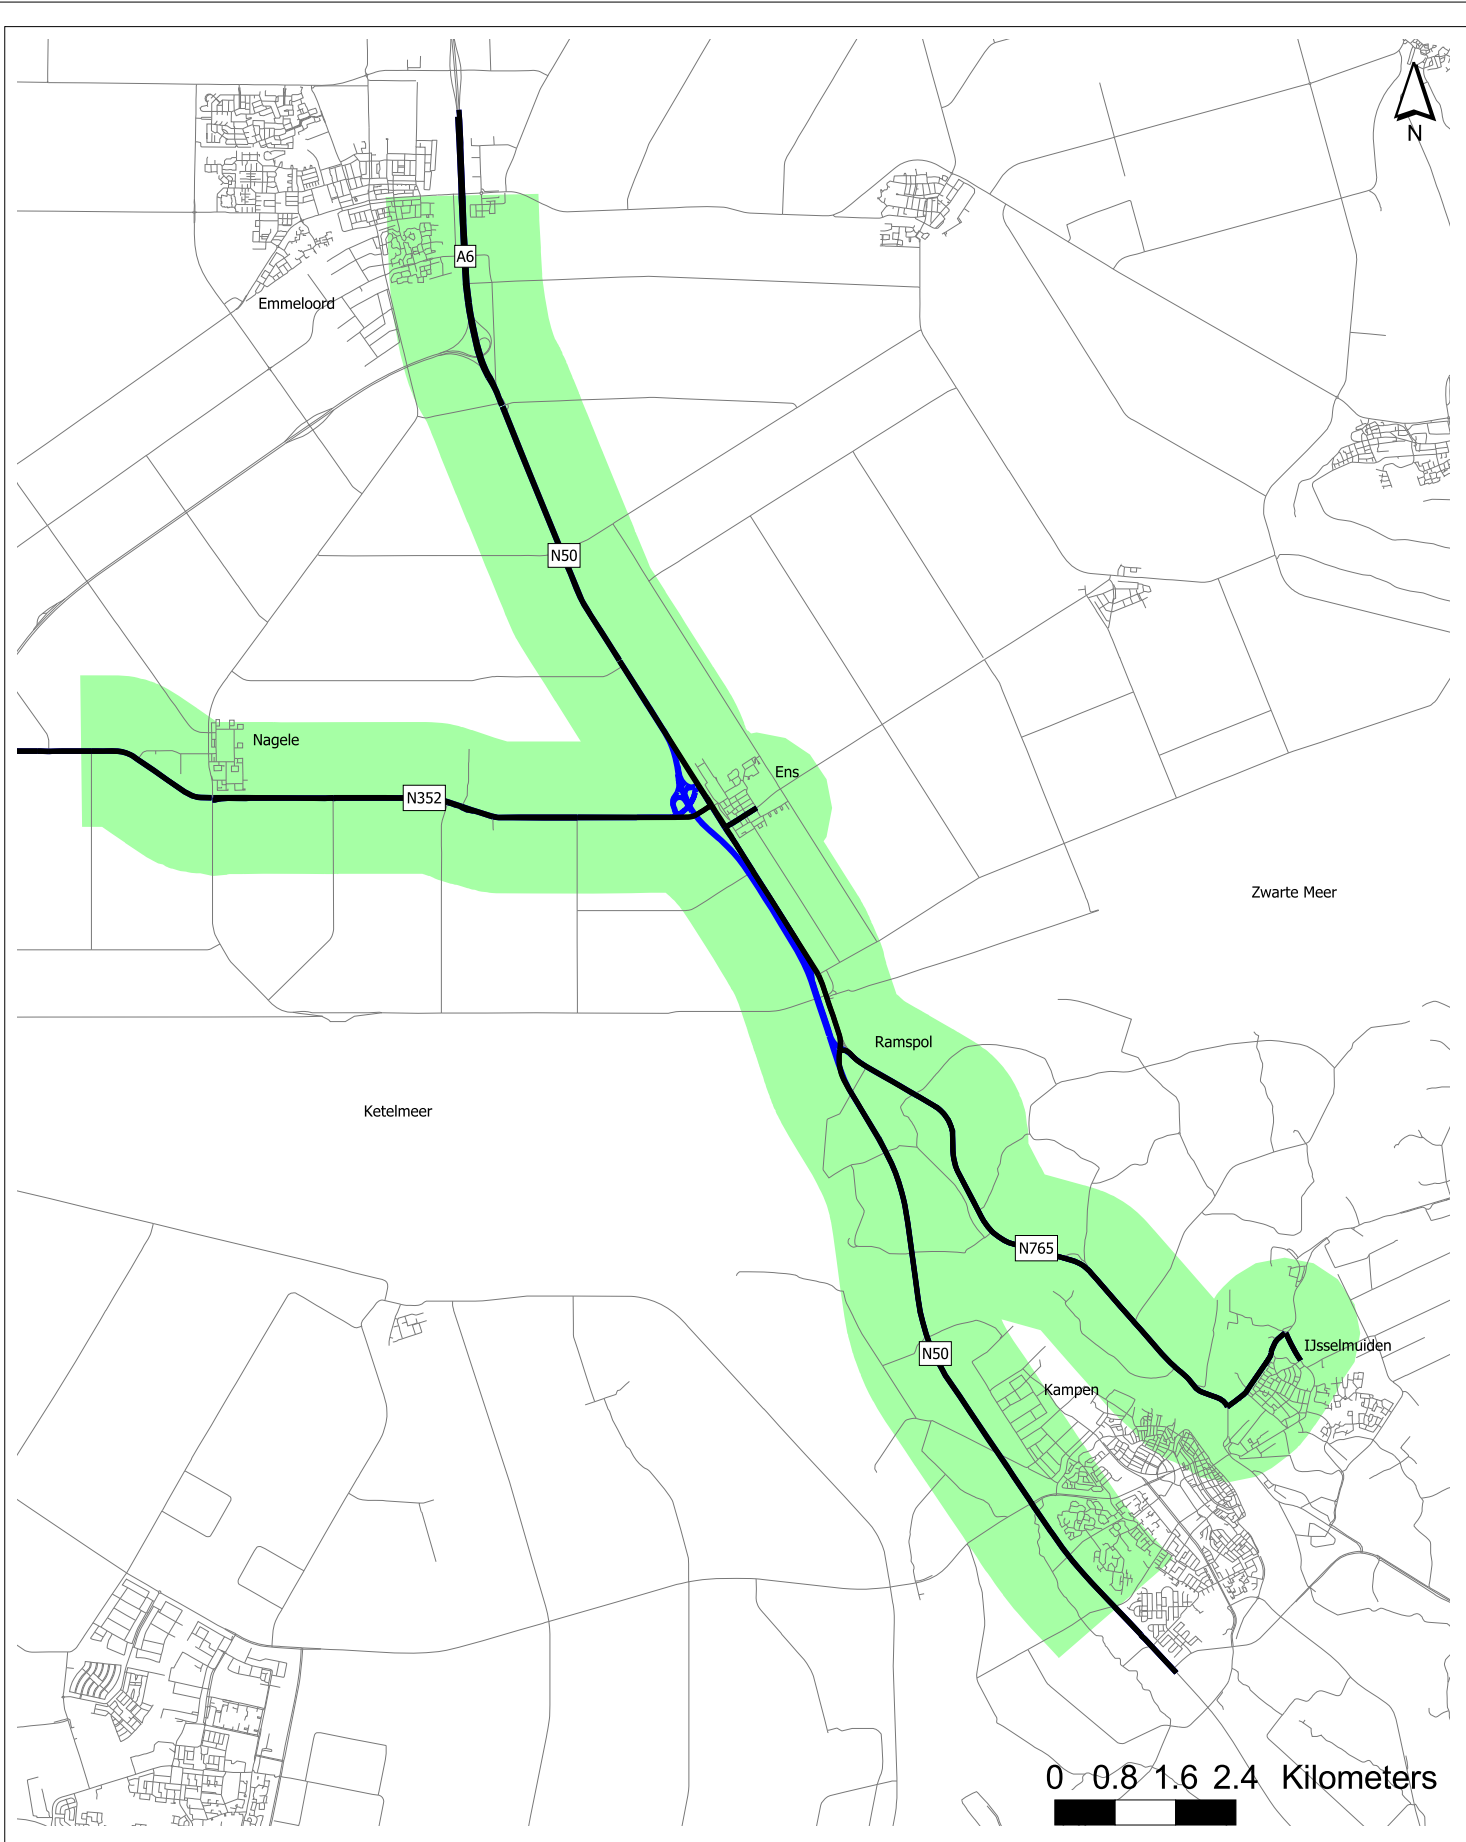 N
A6
Emmeloord
N50
Nagele
Ens
N352
Zwarte Meer
Ramspol
Ketelmeer
N765
IJsselmuiden
N50
Kampen
0 0.8 1.6 2.4 Kilometers